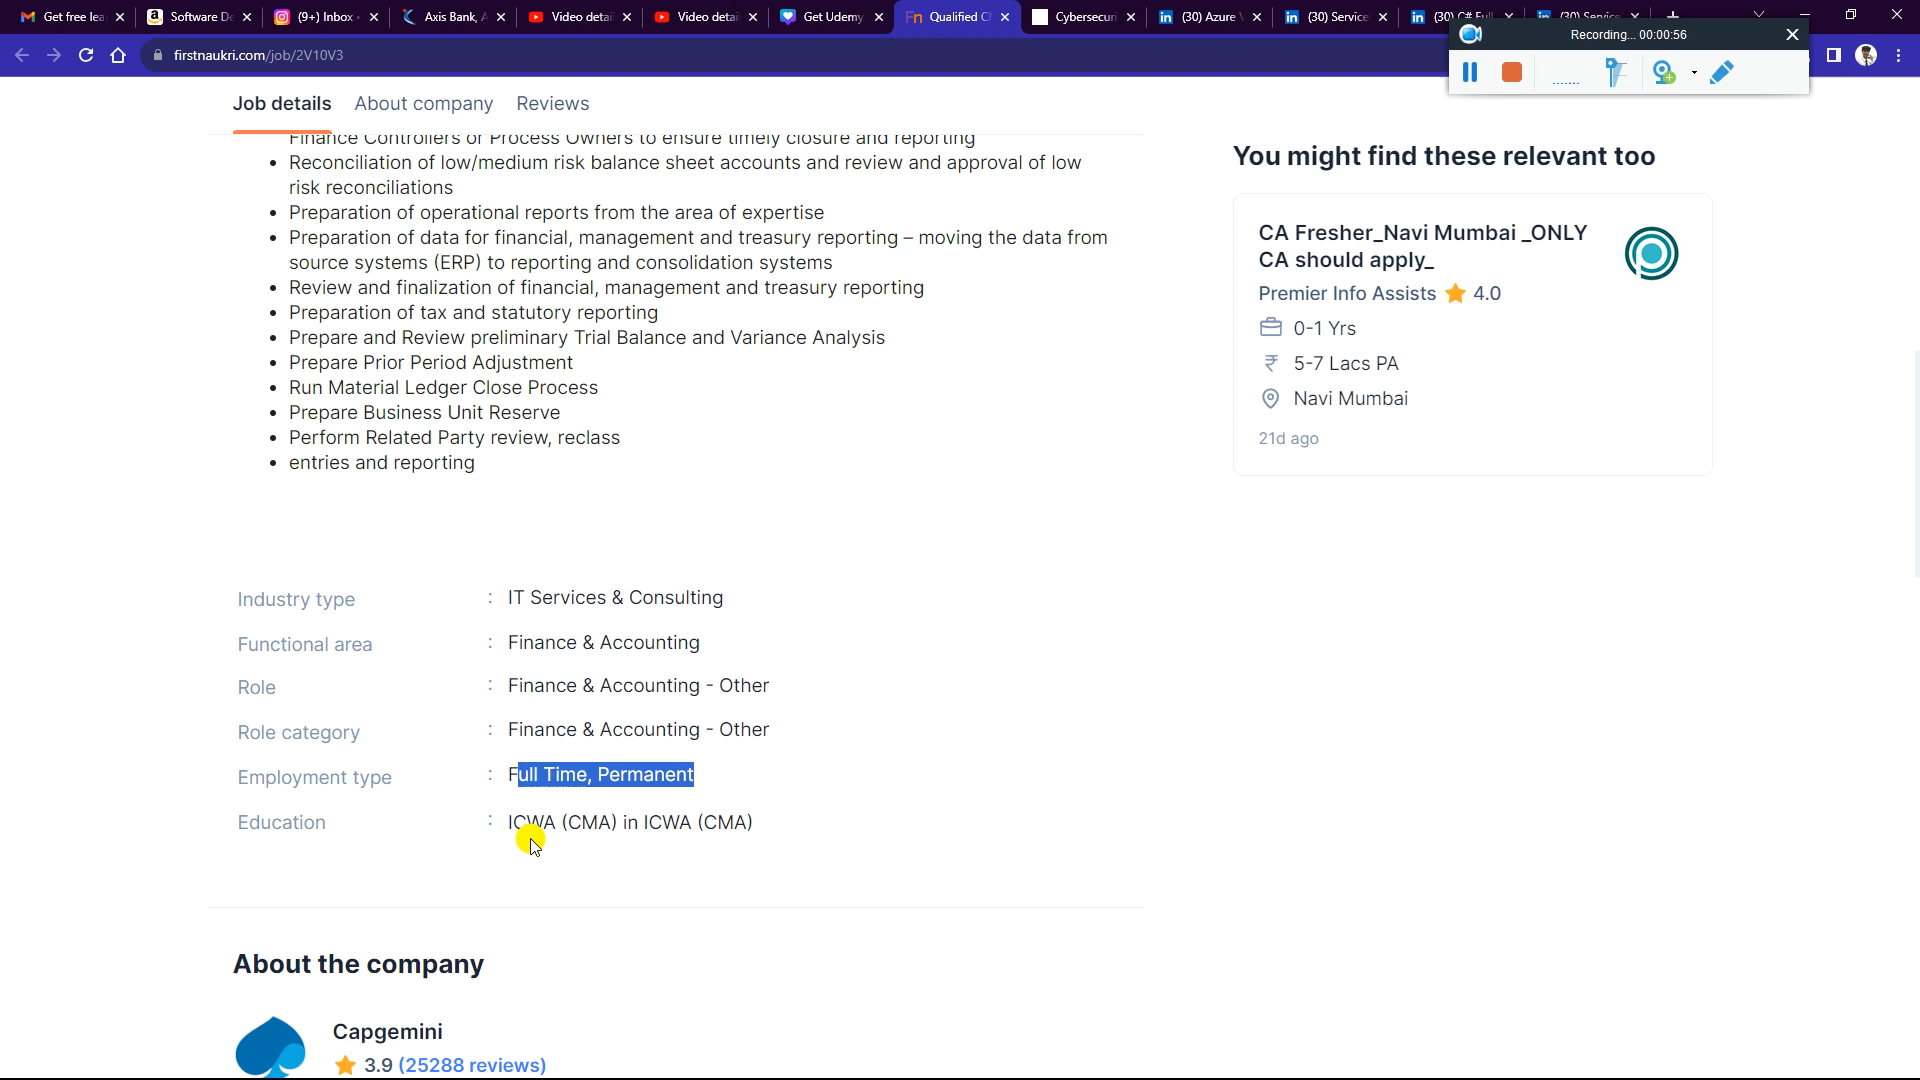 Get free lea
Software De
(9+) Inbox
Axis Bank, A
Video detai
Video detai
Get Udemy
Fn Qualified C
Cybersecuri
(30) Azure
(30) Service
(30) C# Full
(30) Service
firstnaukri.com/job/2V10V3
Recording... 00:00:56
Job details About company Reviews
Finance Controllers or Process Owners to ensure timely closure and reporting
• Reconciliation of low/medium risk balance sheet accounts and review and approval of low
risk reconciliations
• Preparation of operational reports from the area of expertise
• Preparation of data for financial, management and treasury reporting – moving the data from
source systems (ERP) to reporting and consolidation systems
• Review and finalization of financial, management and treasury reporting
• Preparation of tax and statutory reporting
• Prepare and Review preliminary Trial Balance and Variance Analysis
• Prepare Prior Period Adjustment
• Run Material Ledger Close Process
• Prepare Business Unit Reserve
• Perform Related Party review, reclass
• entries and reporting
Industry type : IT Services & Consulting
Functional area : Finance & Accounting
Role : Finance & Accounting - Other
Role category : Finance & Accounting - Other
Employment type : Full Time, Permanent
Education : ICWA (CMA) in ICWA (CMA)
About the company
Capgemini
3.9 (25288 reviews)
You might find these relevant too
CA Fresher_Navi Mumbai _ONLY
CA should apply_
Premier Info Assists 4.0
0-1 Yrs
₹ 5-7 Lacs PA
Navi Mumbai
21d ago